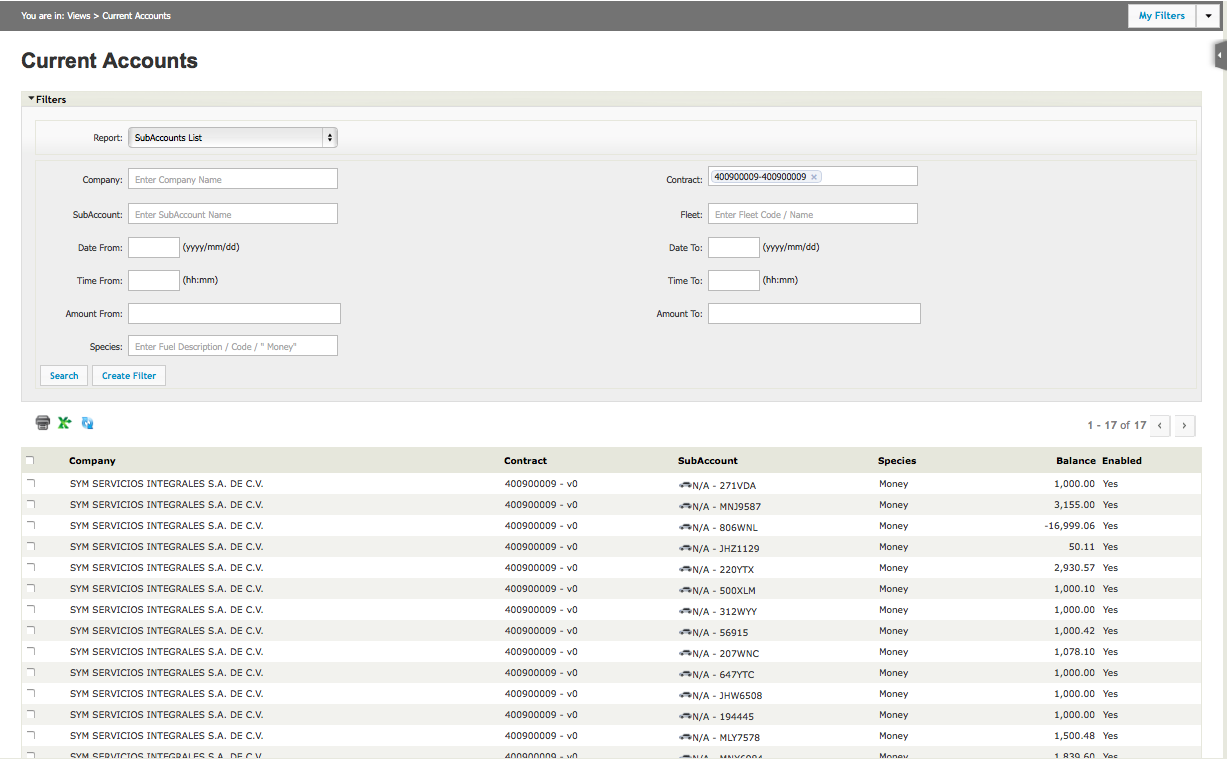 You are in: Views > Current Accounts
My Filters
Current Accounts
Filters
Report: SubAccounts List
Company: Enter Company Name Contract: 400900009-400900009 ×
SubAccount: Enter SubAccount Name Fleet: Enter Fleet Code / Name
Date From: (yyyy/mm/dd) Date To: (yyyy/mm/dd)
Time From: (hh:mm) Time To: (hh:mm)
Amount From: Amount To:
Species: Enter Fuel Description / Code / " Money"
Search Create Filter
1 - 17 of 17
Company Contract SubAccount Species Balance Enabled
SYM SERVICIOS INTEGRALES S.A. DE C.V. 400900009 - v0 N/A - 271VDA Money 1,000.00 Yes
SYM SERVICIOS INTEGRALES S.A. DE C.V. 400900009 - v0 N/A - MNJ9587 Money 3,155.00 Yes
SYM SERVICIOS INTEGRALES S.A. DE C.V. 400900009 - v0 N/A - 806WNL Money -16,999.06 Yes
SYM SERVICIOS INTEGRALES S.A. DE C.V. 400900009 - v0 N/A - JHZ1129 Money 50.11 Yes
SYM SERVICIOS INTEGRALES S.A. DE C.V. 400900009 - v0 N/A - 220YTX Money 2,930.57 Yes
SYM SERVICIOS INTEGRALES S.A. DE C.V. 400900009 - v0 N/A - 500XLM Money 1,000.10 Yes
SYM SERVICIOS INTEGRALES S.A. DE C.V. 400900009 - v0 N/A - 312WYY Money 1,000.00 Yes
SYM SERVICIOS INTEGRALES S.A. DE C.V. 400900009 - v0 N/A - 56915 Money 1,000.42 Yes
SYM SERVICIOS INTEGRALES S.A. DE C.V. 400900009 - v0 N/A - 207WNC Money 1,078.10 Yes
SYM SERVICIOS INTEGRALES S.A. DE C.V. 400900009 - v0 N/A - 647YTC Money 1,000.00 Yes
SYM SERVICIOS INTEGRALES S.A. DE C.V. 400900009 - v0 N/A - JHW6508 Money 1,000.00 Yes
SYM SERVICIOS INTEGRALES S.A. DE C.V. 400900009 - v0 N/A - 194445 Money 1,000.00 Yes
SYM SERVICIOS INTEGRALES S.A. DE C.V. 400900009 - v0 N/A - MLY7578 Money 1,500.48 Yes
SYM SERVICIOS INTEGRALES S.A. DE C.V. 400900009 - v0 N/A - Money 1,839.60 Yes